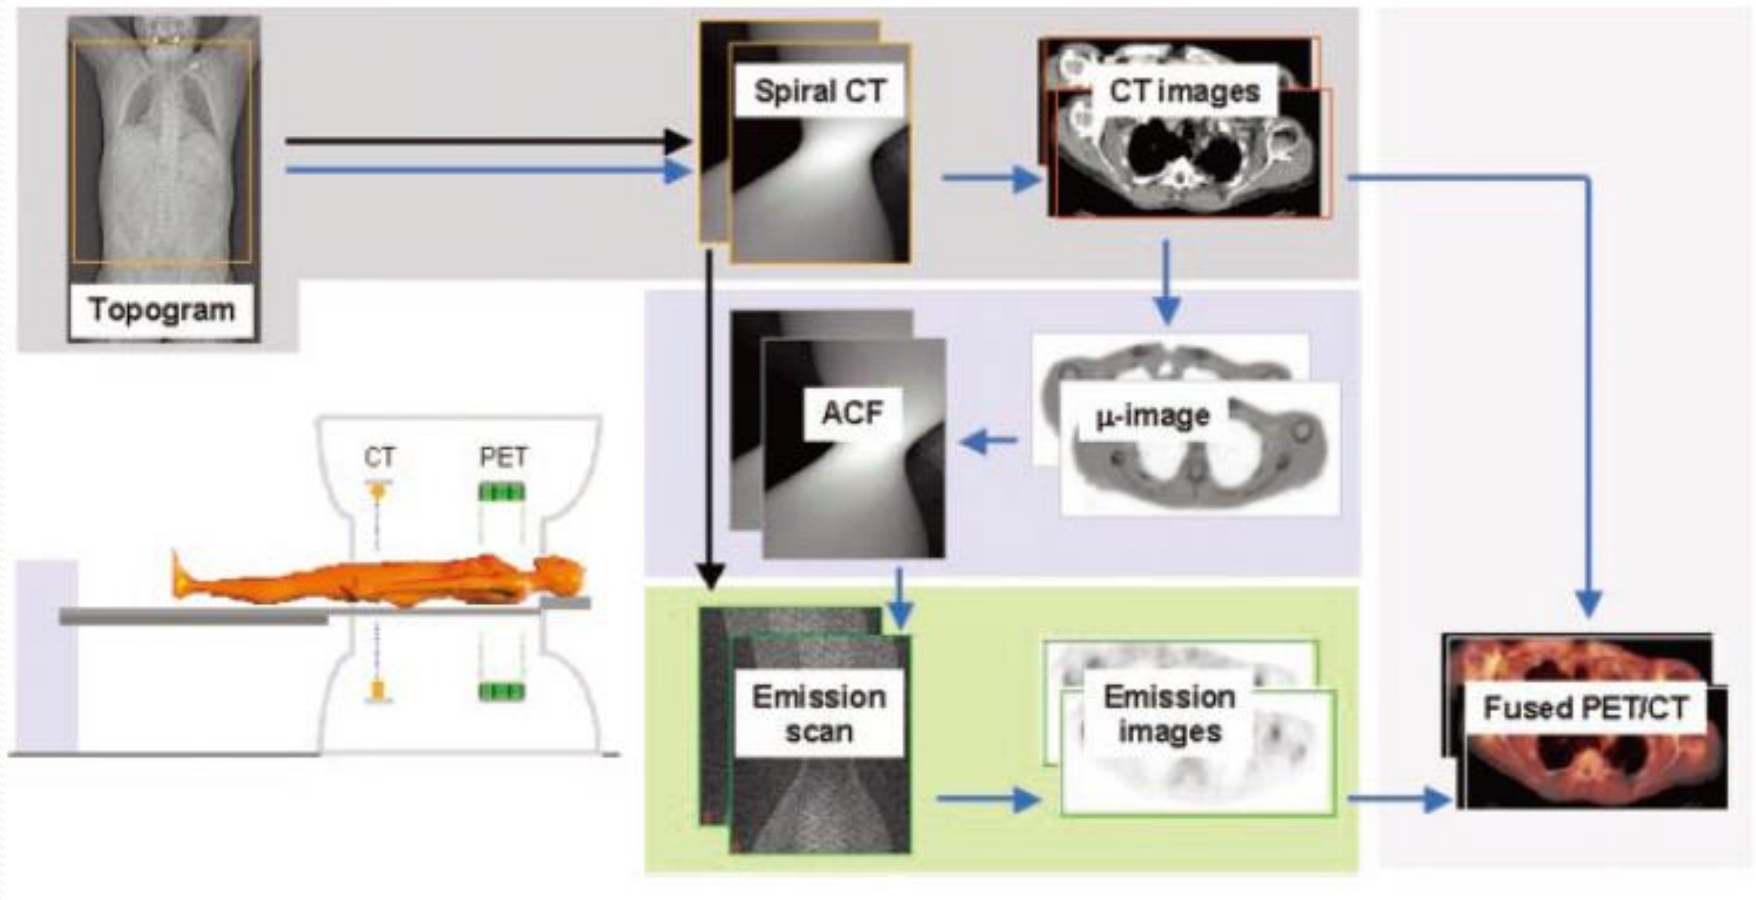 Spiral CT
CT images
Topogram
ACF
μ-image
CT
PET
Emission
scan
Emission
images
Fused PET/CT